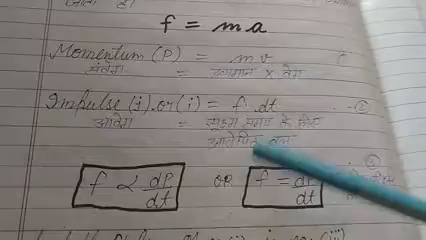 f = ma
Momentum (P) = mv
संवेग = द्रव्यमान × वेग
Impulse (j) or (i) = f dt
आवेग = सूक्ष्म समय के लिए
आरोपित बल
f ∝ dP/dt OR f = dP/dt